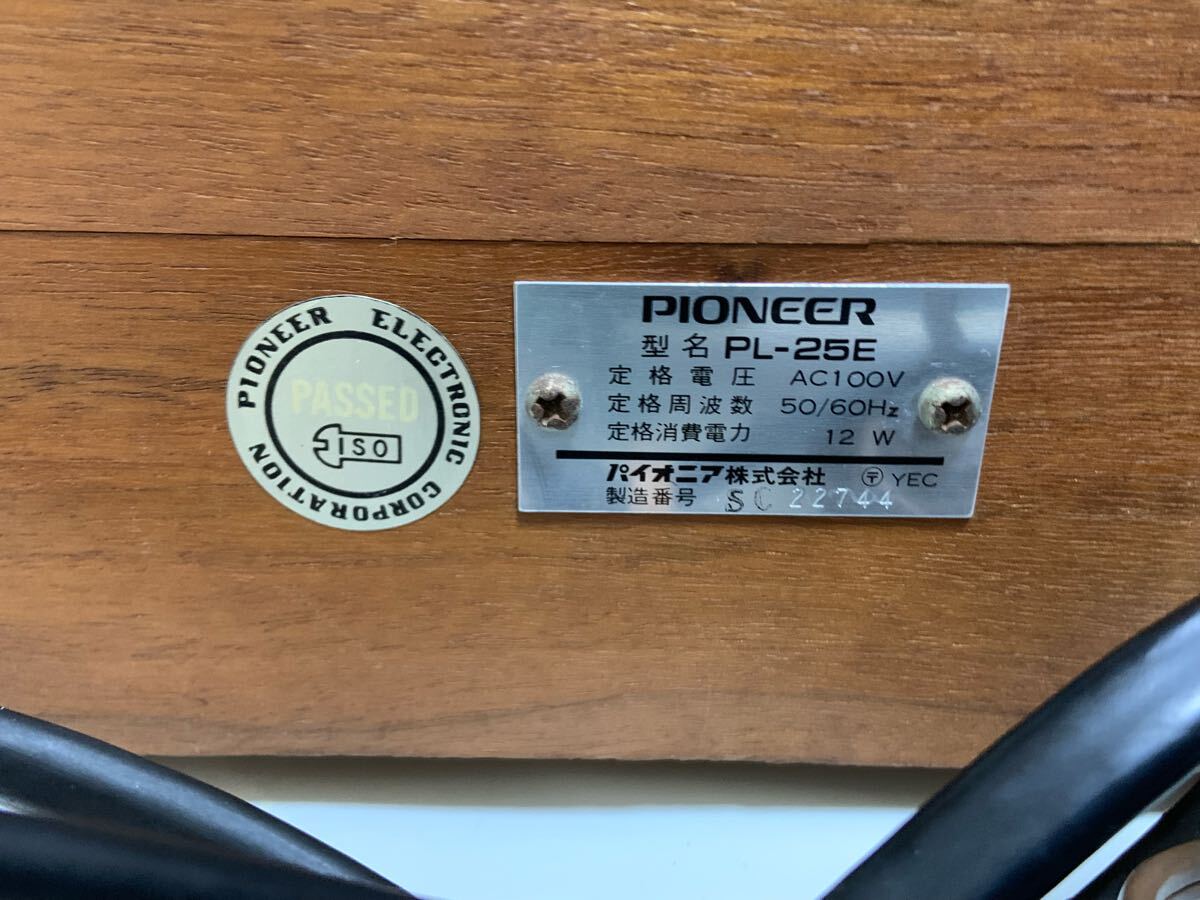 PIONEER ELECTRONIC CORPORATION
PASSED
ISO
PIONEER
型名 PL-25E
定格電圧 AC100V
定格周波数 50/60Hz
定格消費電力 12 W
パイオニア株式会社 〒 YEC
製造番号 SC 22744